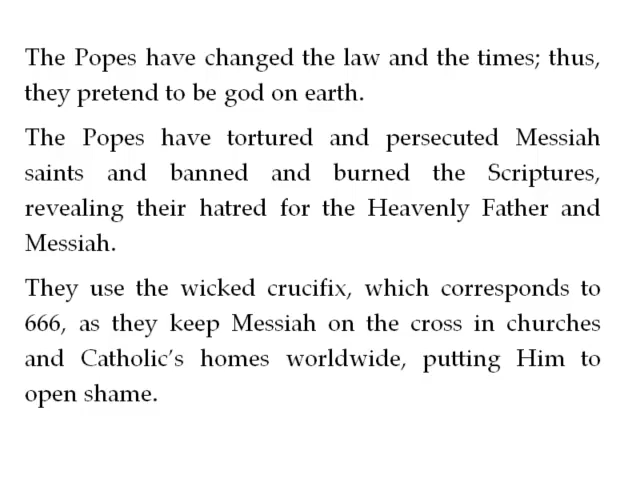 The Popes have changed the law and the times; thus,
they pretend to be god on earth.
The Popes have tortured and persecuted Messiah
saints and banned and burned the Scriptures,
revealing their hatred for the Heavenly Father and
Messiah.
They use the wicked crucifix, which corresponds to
666, as they keep Messiah on the cross in churches
and Catholic's homes worldwide, putting Him to
open shame.